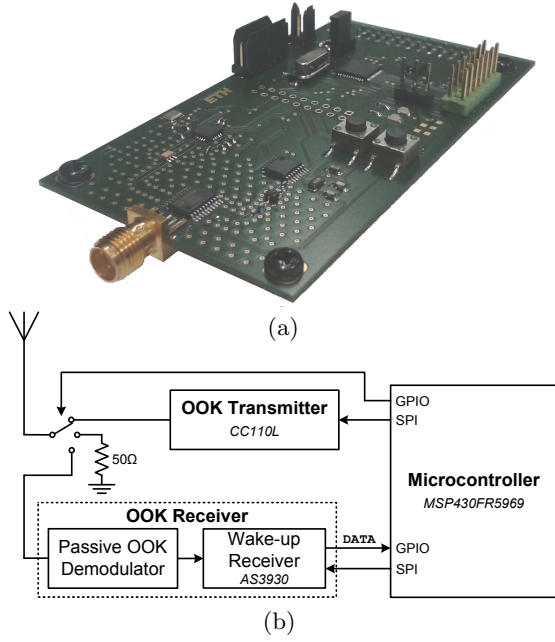 ETH
(a)
OOK Transmitter
CC110L
GPIO
SPI
50Ω
Microcontroller
MSP430FR5969
OOK Receiver
Passive OOK
Demodulator
Wake-up
Receiver
AS3930
DATA
GPIO
SPI
(b)